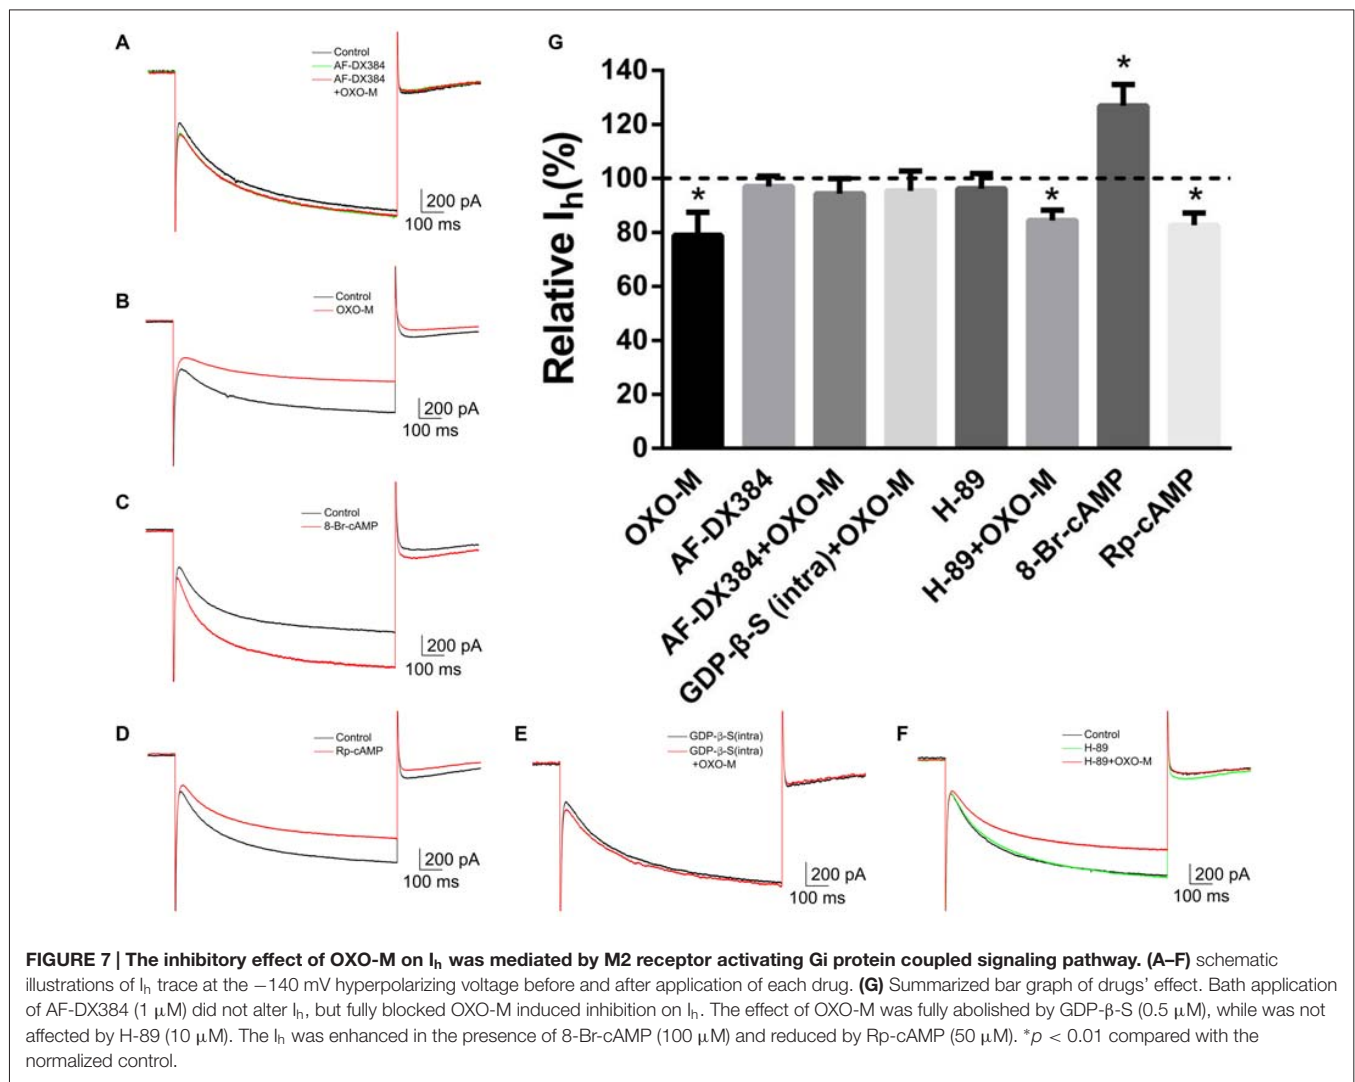 A
Control
AF-DX384
AF-DX384
+OXO-M
200 pA
100 ms
B
Control
OXO-M
200 pA
100 ms
C
Control
8-Br-cAMP
200 pA
100 ms
G
Relative Ih(%)
140
120
100
80
60
40
20
0
*
*
*
*
OXO-M
AF-DX384
AF-DX384+OXO-M
GDP-β-S (intra)+OXO-M
H-89
H-89+OXO-M
8-Br-cAMP
Rp-cAMP
D
Control
Rp-cAMP
200 pA
100 ms
E
GDP-β-S(intra)
GDP-β-S(intra)
+OXO-M
200 pA
100 ms
F
Control
H-89
H-89+OXO-M
200 pA
100 ms
FIGURE 7 | The inhibitory effect of OXO-M on Ih was mediated by M2 receptor activating Gi protein coupled signaling pathway. (A–F) schematic
illustrations of Ih trace at the −140 mV hyperpolarizing voltage before and after application of each drug. (G) Summarized bar graph of drugs' effect. Bath application
of AF-DX384 (1 μM) did not alter Ih, but fully blocked OXO-M induced inhibition on Ih. The effect of OXO-M was fully abolished by GDP-β-S (0.5 μM), while was not
affected by H-89 (10 μM). The Ih was enhanced in the presence of 8-Br-cAMP (100 μM) and reduced by Rp-cAMP (50 μM). *p < 0.01 compared with the
normalized control.